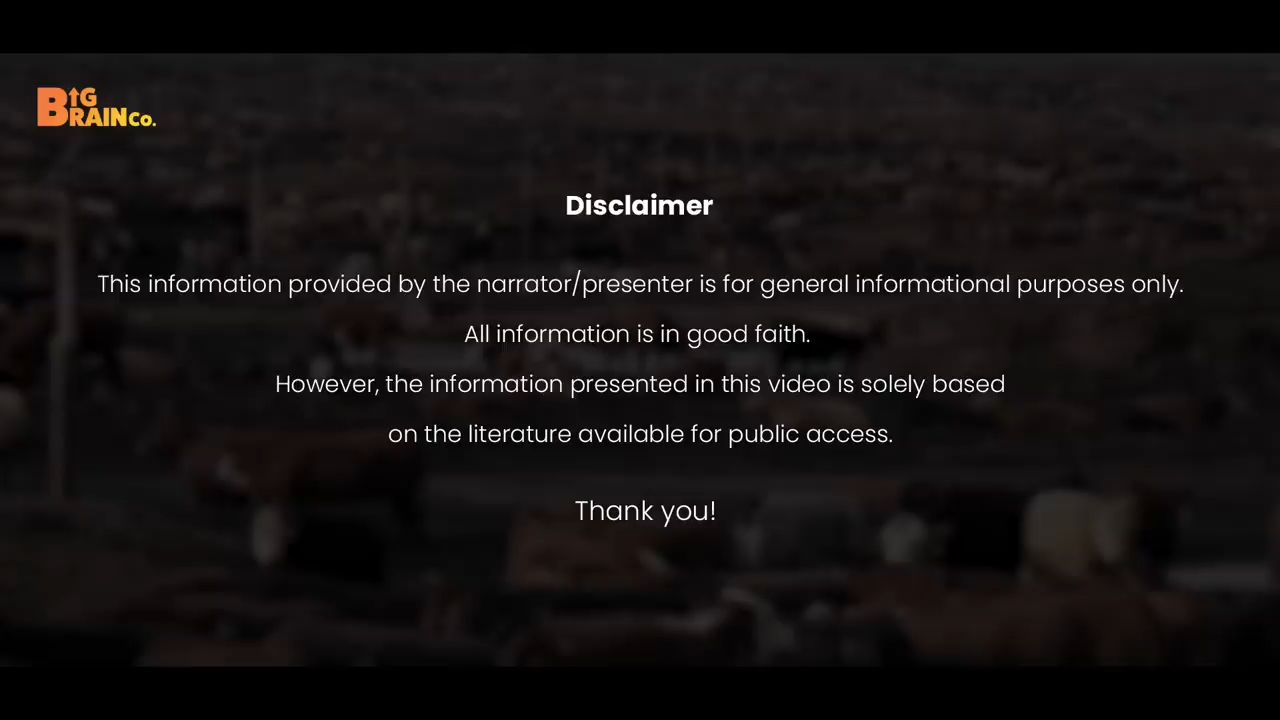 BIG
BRAINCO.
Disclaimer
This information provided by the narrator/presenter is for general informational purposes only.
All information is in good faith.
However, the information presented in this video is solely based
on the literature available for public access.
Thank you!